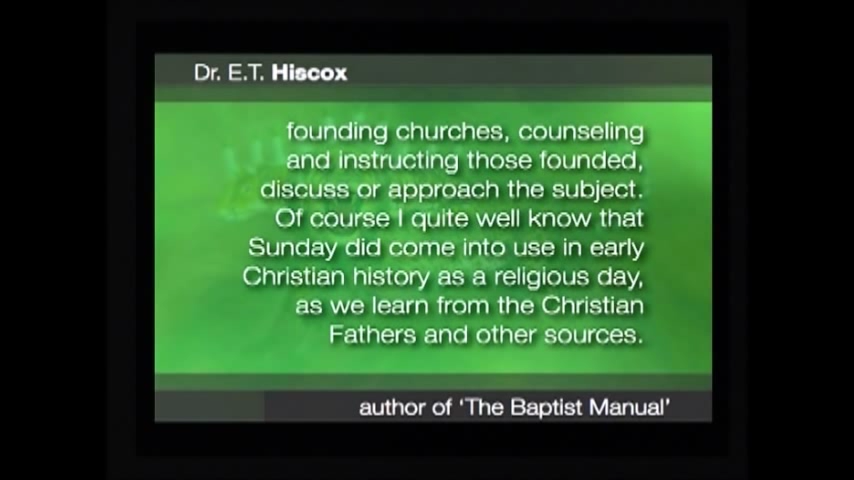 Dr. E.T. Hiscox
founding churches, counseling
and instructing those founded,
discuss or approach the subject.
Of course I quite well know that
Sunday did come into use in early
Christian history as a religious day,
as we learn from the Christian
Fathers and other sources.
author of ‘The Baptist Manual’